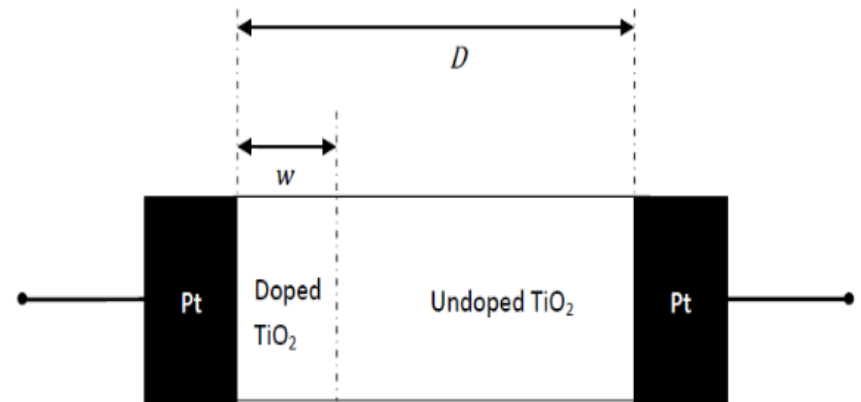 D
w
Pt
Doped
TiO₂
Undoped TiO₂
Pt